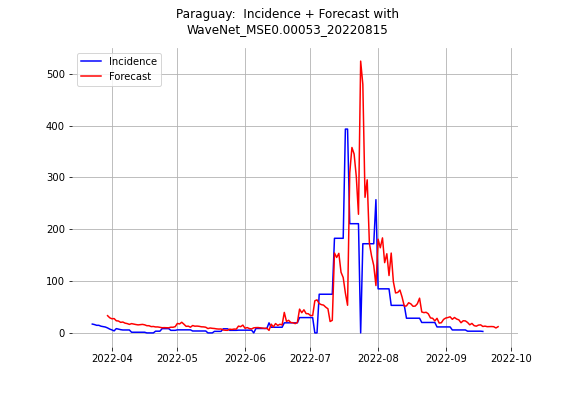 Paraguay:  Incidence + Forecast with
WaveNet_MSE0.00053_20220815
Incidence
Forecast
500
400
300
200
100
0
2022-04 2022-05 2022-06 2022-07 2022-08 2022-09 2022-10